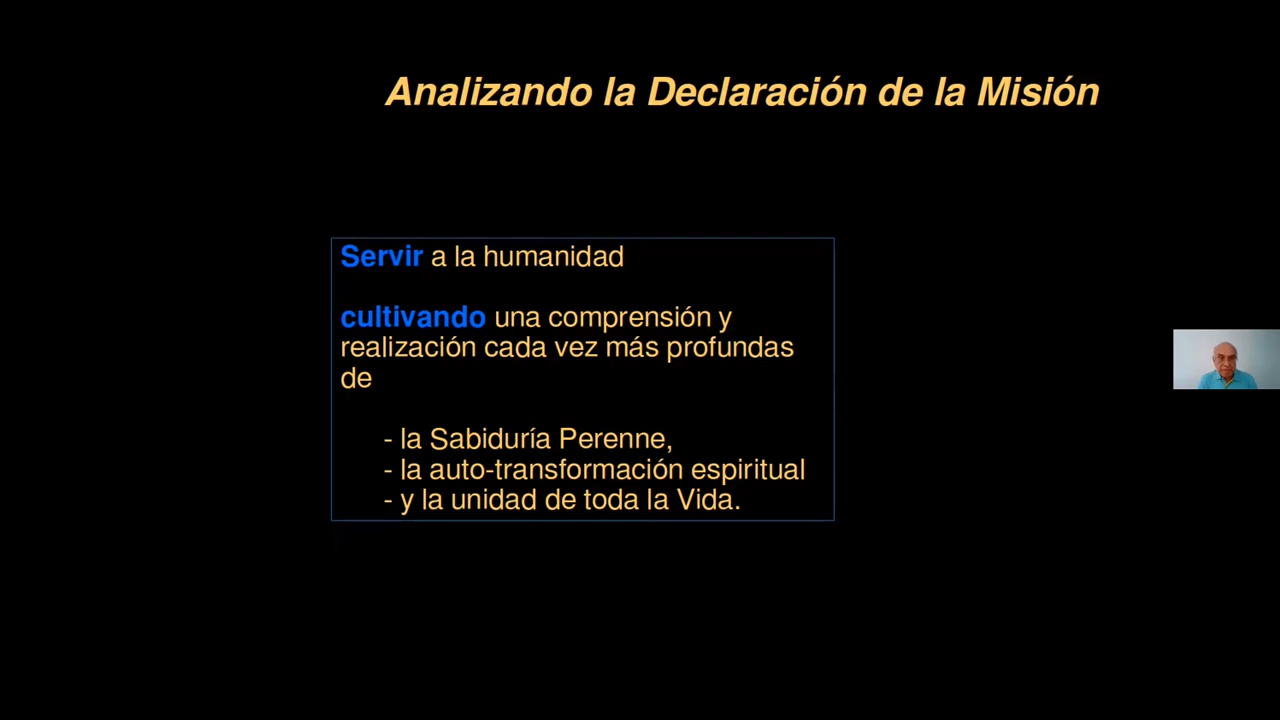 Analizando la Declaración de la Misión
Servir a la humanidad
cultivando una comprensión y
realización cada vez más profundas
de
- la Sabiduría Perenne,
- la auto-transformación espiritual
- y la unidad de toda la Vida.